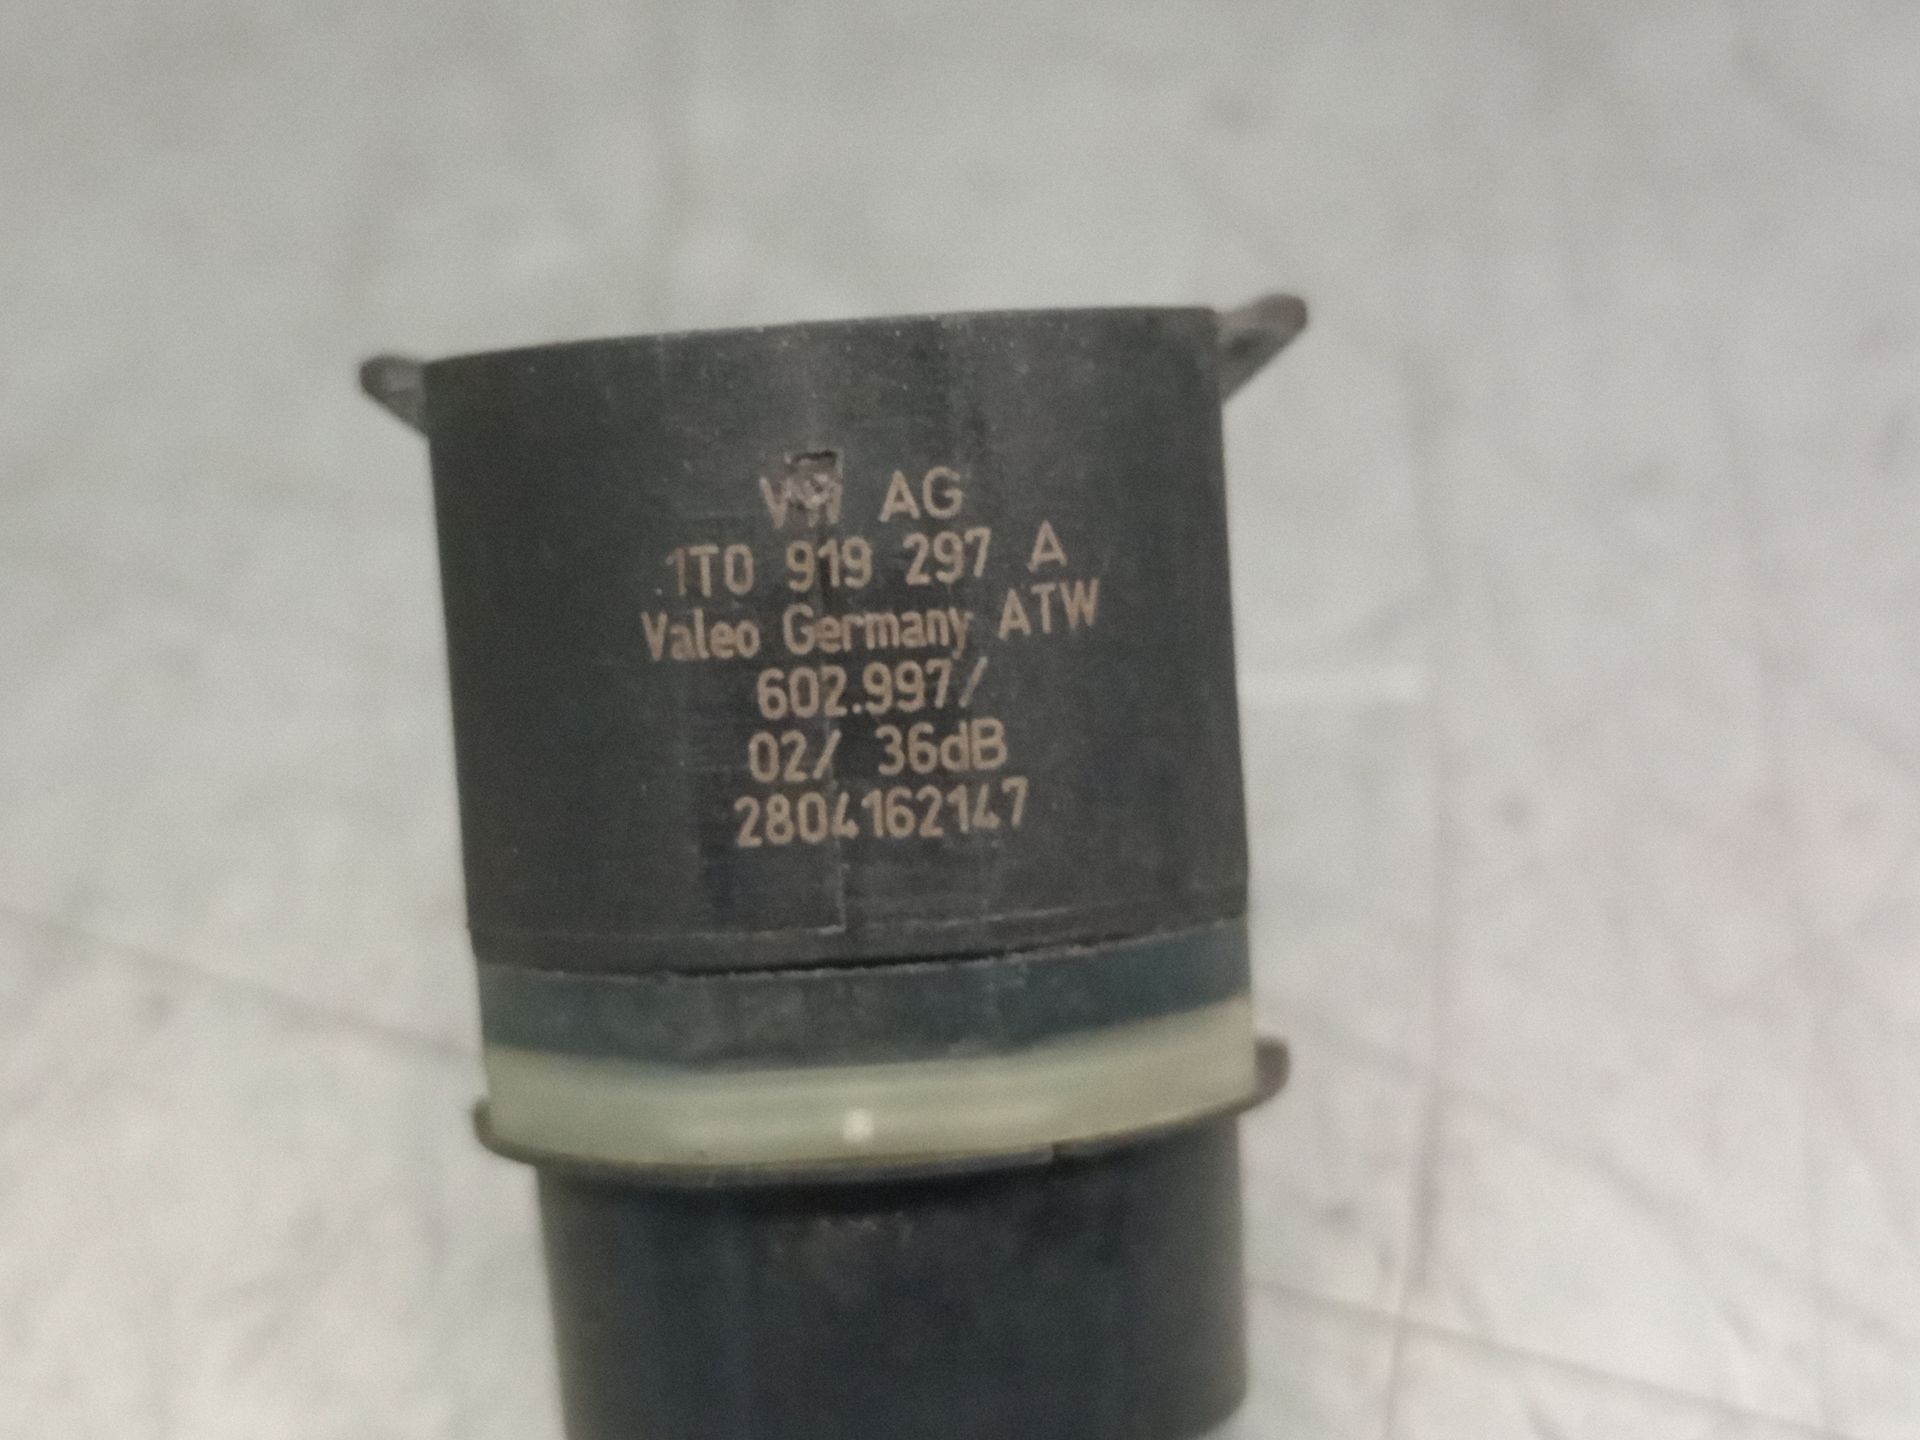 VW AG
1T0 919 297 A
Valeo Germany ATW
602.997/
02/ 36dB
2804162147